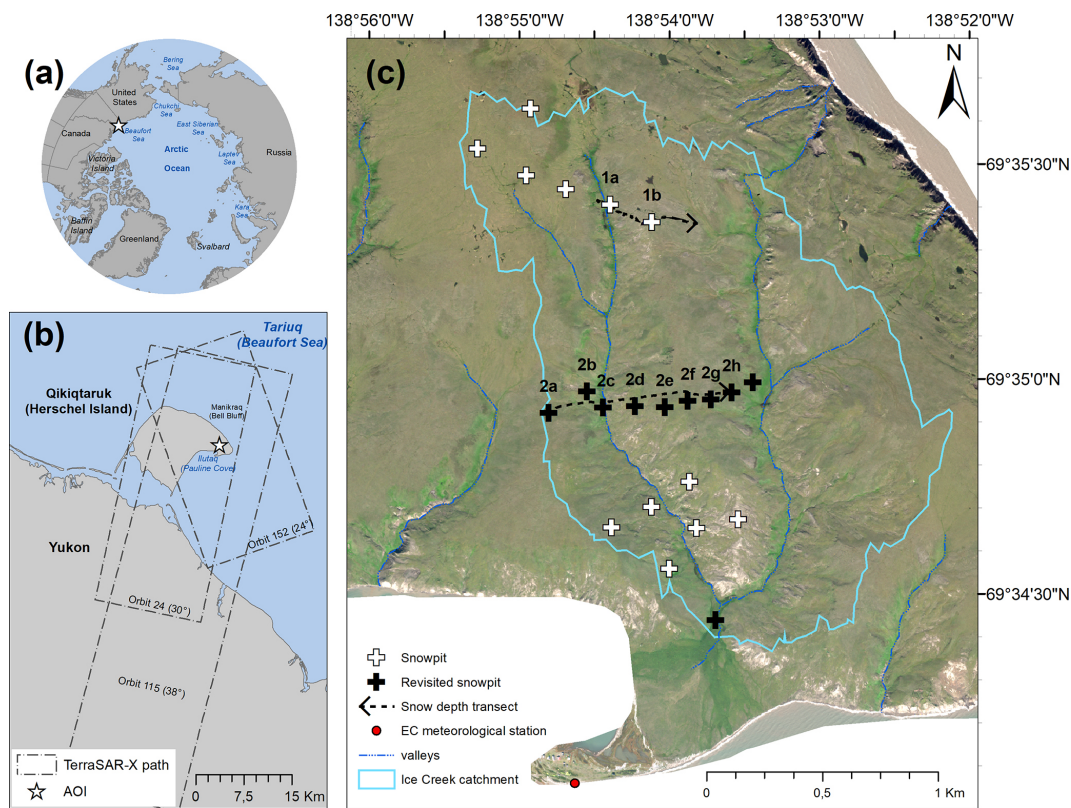 (a)
Bering
Sea
United
States
Chukchi
Sea
Canada
Beaufort
Sea
East Siberian
Sea
Arctic
Ocean
Laptev
Sea
Russia
Victoria
Island
Kara
Sea
Baffin
Island
Greenland
Svalbard
(b)
Tariuq
(Beaufort Sea)
Qikiqtaruk
(Herschel Island)
Manikraq
(Bell Bluff)
Ilutaq
(Pauline Cove)
Yukon
Orbit 152 (24°)
Orbit 24 (30°)
Orbit 115 (38°)
TerraSAR-X path
AOI
0 7,5 15 Km
138°56'0"W 138°55'0"W 138°54'0"W 138°53'0"W 138°52'0"W
(c)
N
69°35'30"N
1a
1b
69°35'0"N
2a
2b
2c
2d
2e
2f
2g
2h
69°34'30"N
Snowpit
Revisited snowpit
Snow depth transect
EC meteorological station
valleys
Ice Creek catchment
0 0,5 1 Km